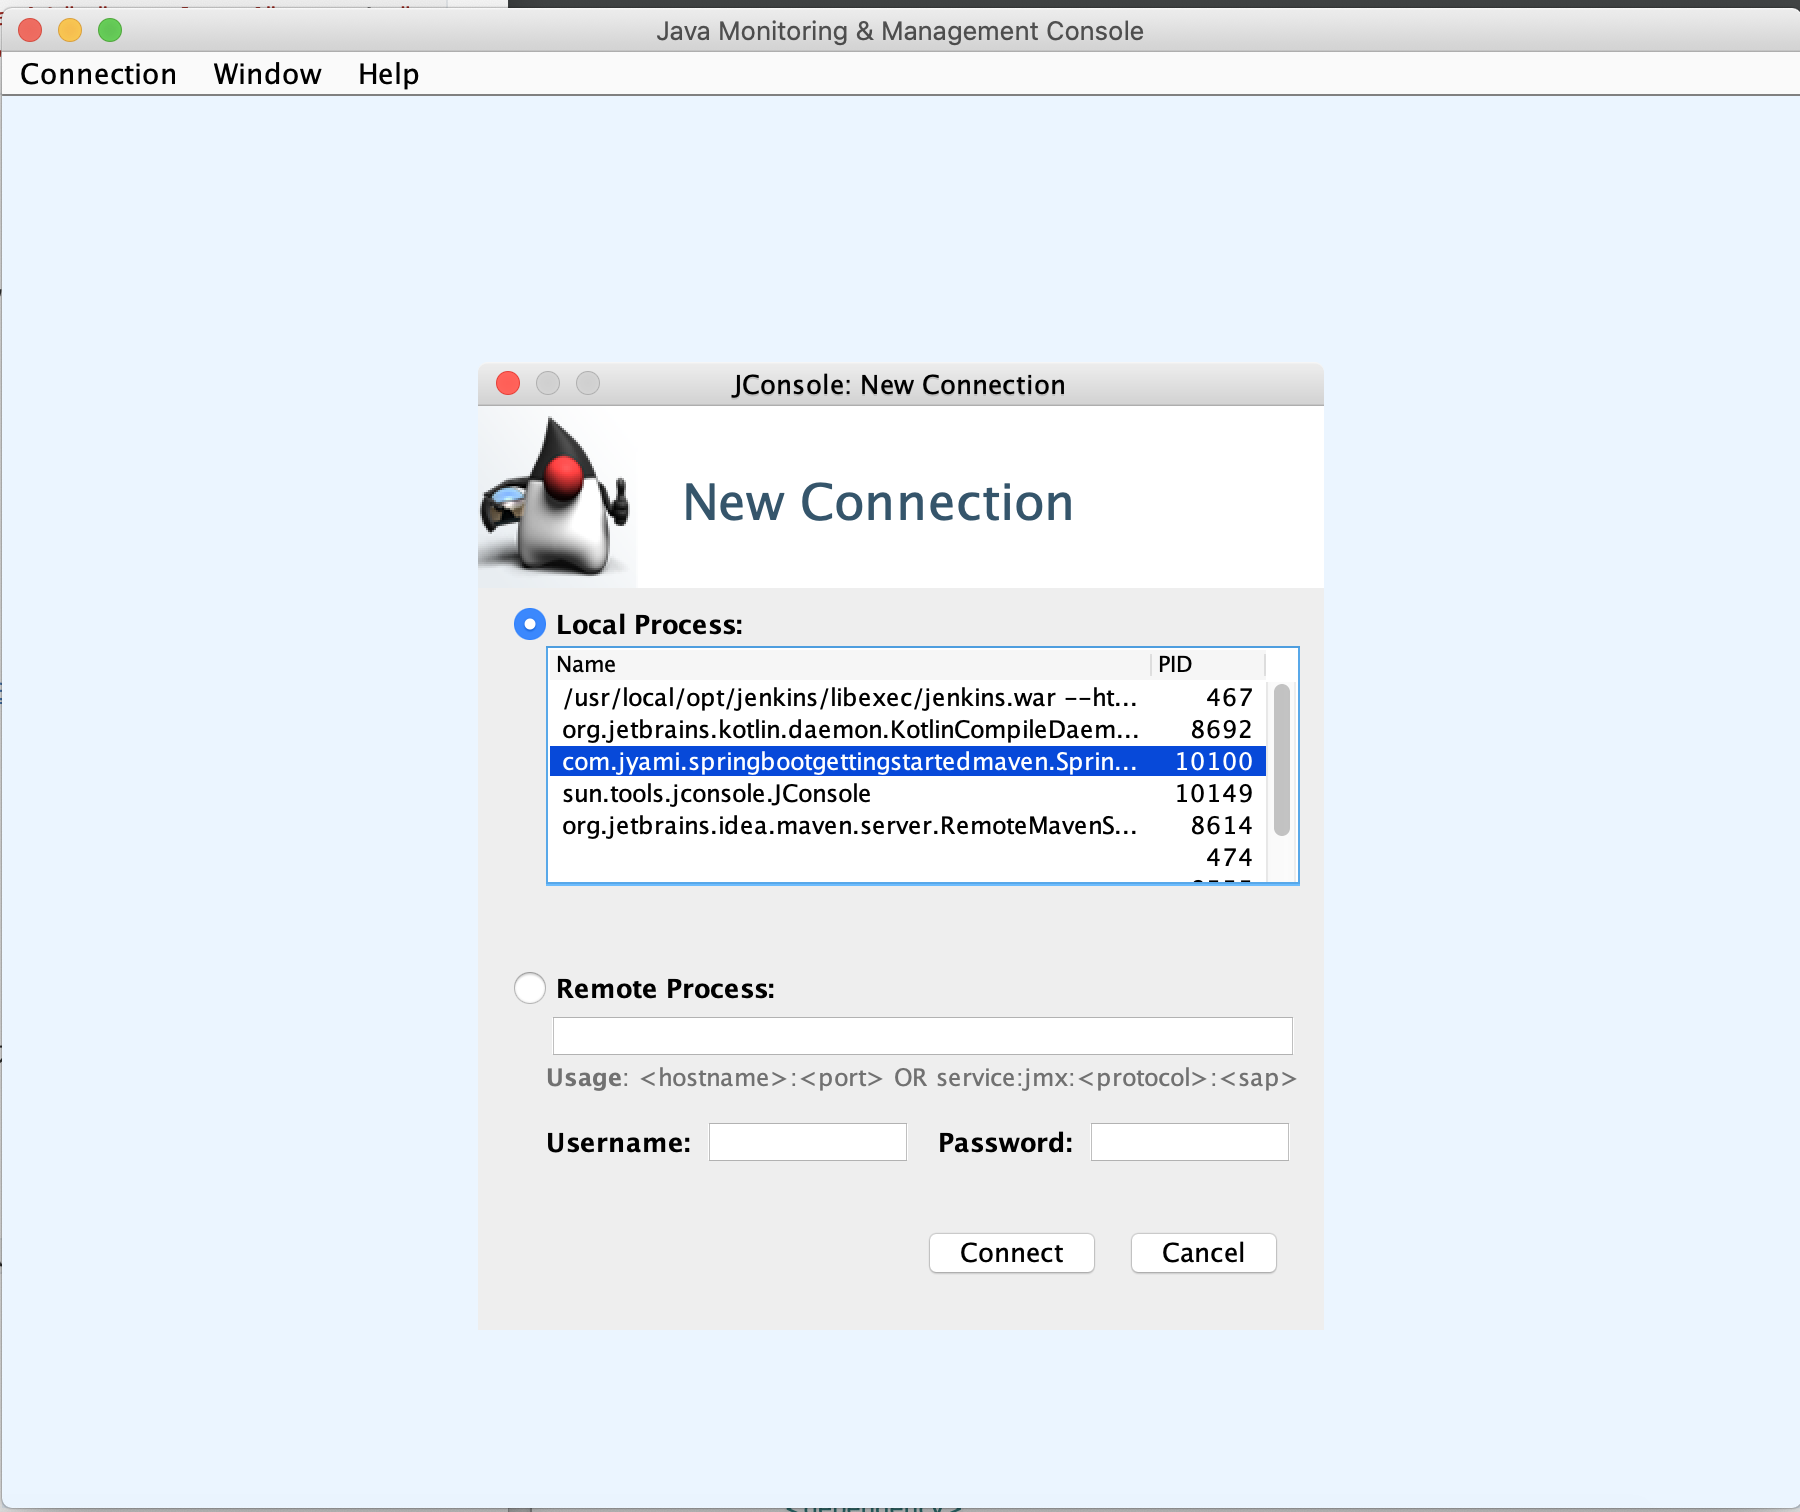 Java Monitoring & Management Console
Connection Window Help
JConsole: New Connection
New Connection
Local Process:
Name PID
/usr/local/opt/jenkins/libexec/jenkins.war --ht... 467
org.jetbrains.kotlin.daemon.KotlinCompileDaem... 8692
com.jyami.springbootgettingstartedmaven.Sprin... 10100
sun.tools.jconsole.JConsole 10149
org.jetbrains.idea.maven.server.RemoteMavenS... 8614
474
Remote Process:
Usage: <hostname>:<port> OR service:jmx:<protocol>:<sap>
Username: Password:
Connect Cancel